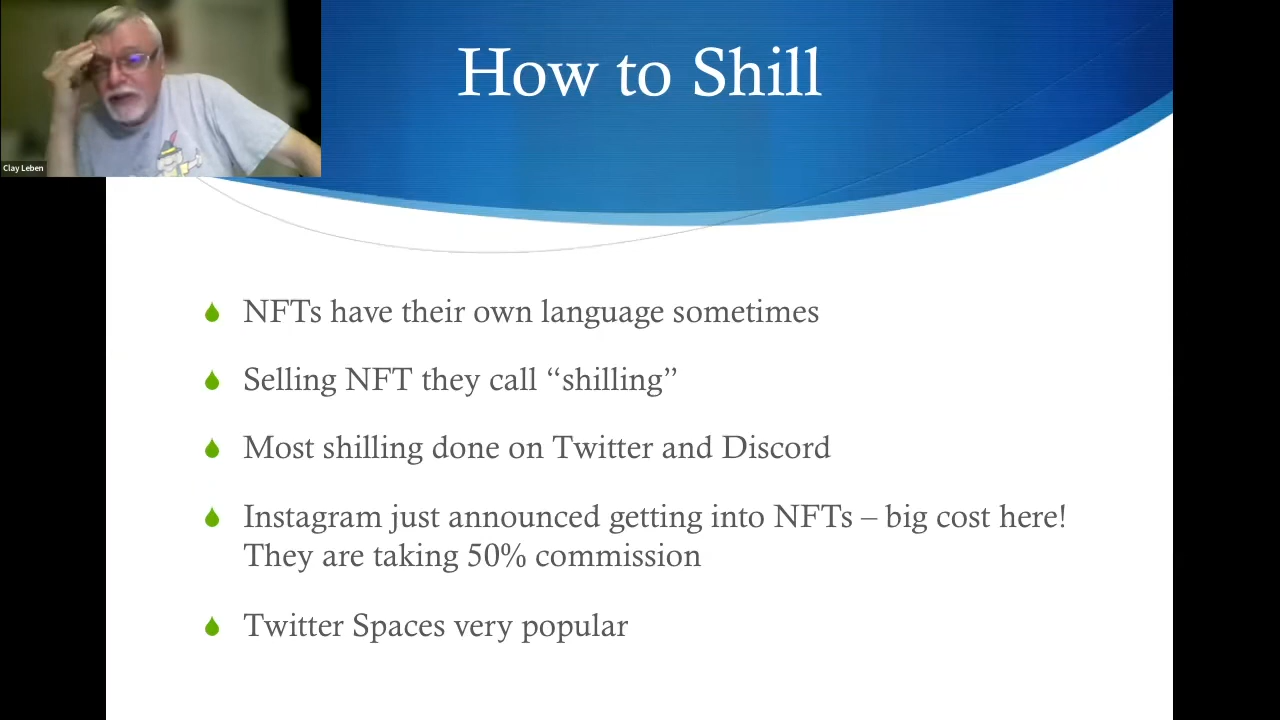 How to Shill
Clay Leben
NFTs have their own language sometimes
Selling NFT they call “shilling”
Most shilling done on Twitter and Discord
Instagram just announced getting into NFTs – big cost here!
They are taking 50% commission
Twitter Spaces very popular